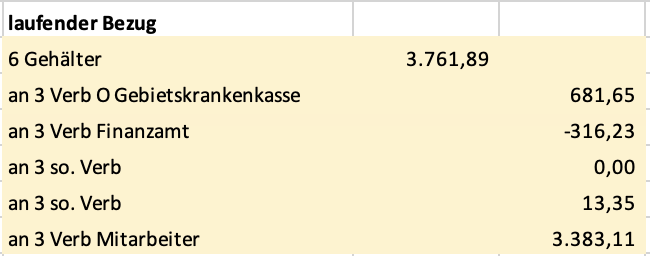 laufender Bezug
6 Gehälter 3.761,89
an 3 Verb O Gebietskrankenkasse 681,65
an 3 Verb Finanzamt -316,23
an 3 so. Verb 0,00
an 3 so. Verb 13,35
an 3 Verb Mitarbeiter 3.383,11